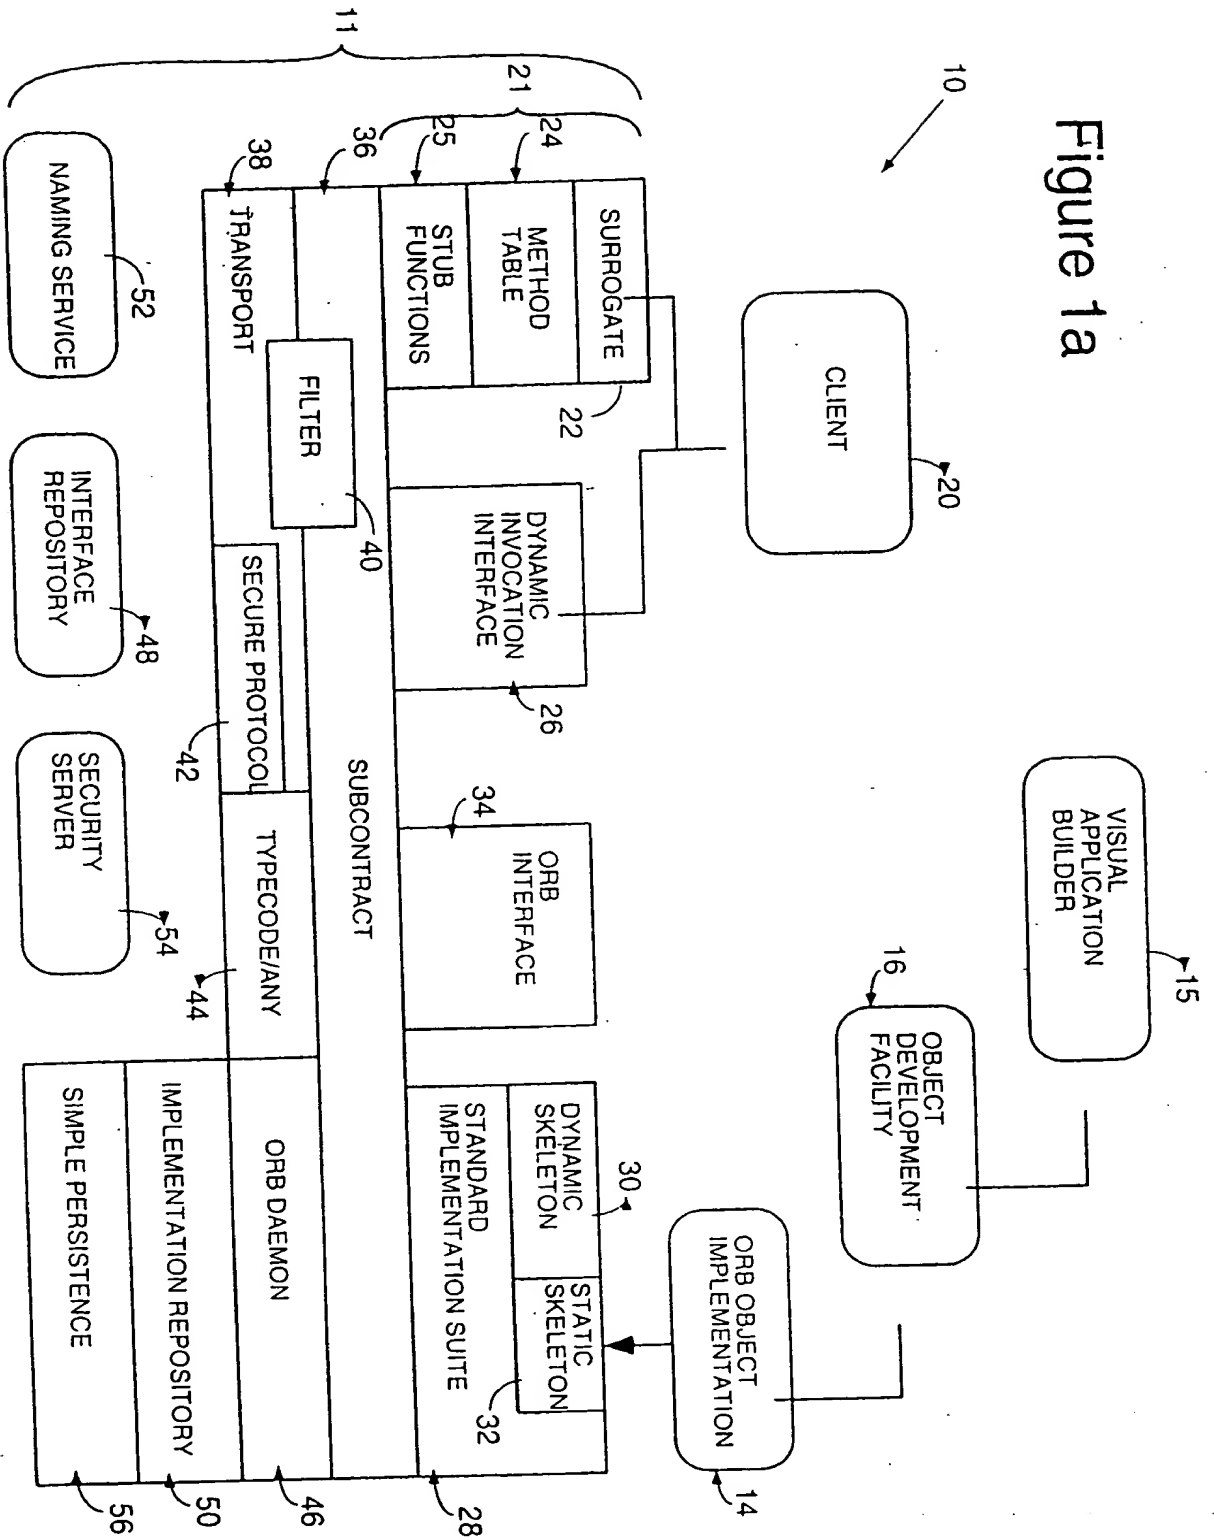 Figure 1a
10
11
21
CLIENT
20
VISUAL
APPLICATION
BUILDER
15
16
OBJECT
DEVELOPMENT
FACILITY
ORB OBJECT
IMPLEMENTATION
14
SURROGATE
22
24
METHOD
TABLE
25
STUB
FUNCTIONS
DYNAMIC
INVOCATION
INTERFACE
26
34
ORB
INTERFACE
30
DYNAMIC
SKELETON
STATIC
SKELETON
32
STANDARD
IMPLEMENTATION SUITE
28
36
SUBCONTRACT
FILTER
40
38
TRANSPORT
SECURE PROTOCOL
42
TYPECODE/ANY
44
ORB DAEMON
46
IMPLEMENTATION REPOSITORY
50
SIMPLE PERSISTENCE
56
NAMING SERVICE
52
INTERFACE
REPOSITORY
48
SECURITY
SERVER
54